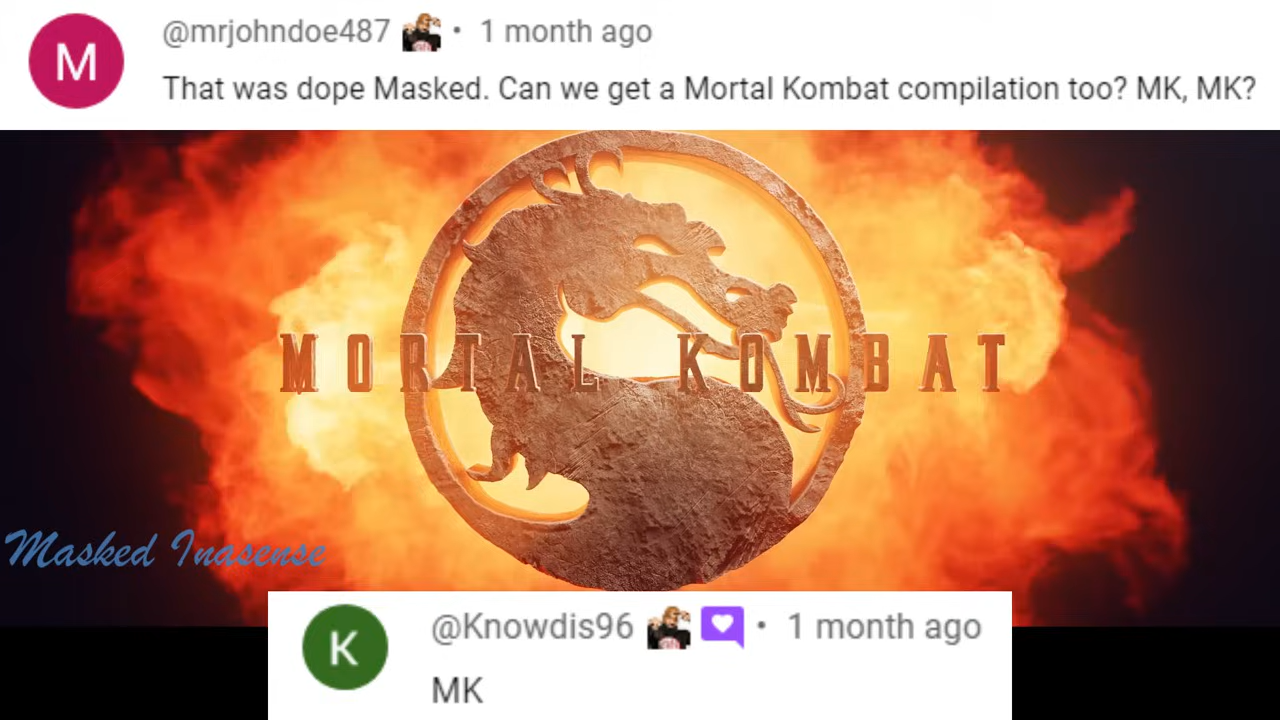 M
@mrjohndoe487 • 1 month ago
That was dope Masked. Can we get a Mortal Kombat compilation too? MK, MK?
MORTAL KOMBAT
Masked Inasense
K
@Knowdis96 • 1 month ago
MK